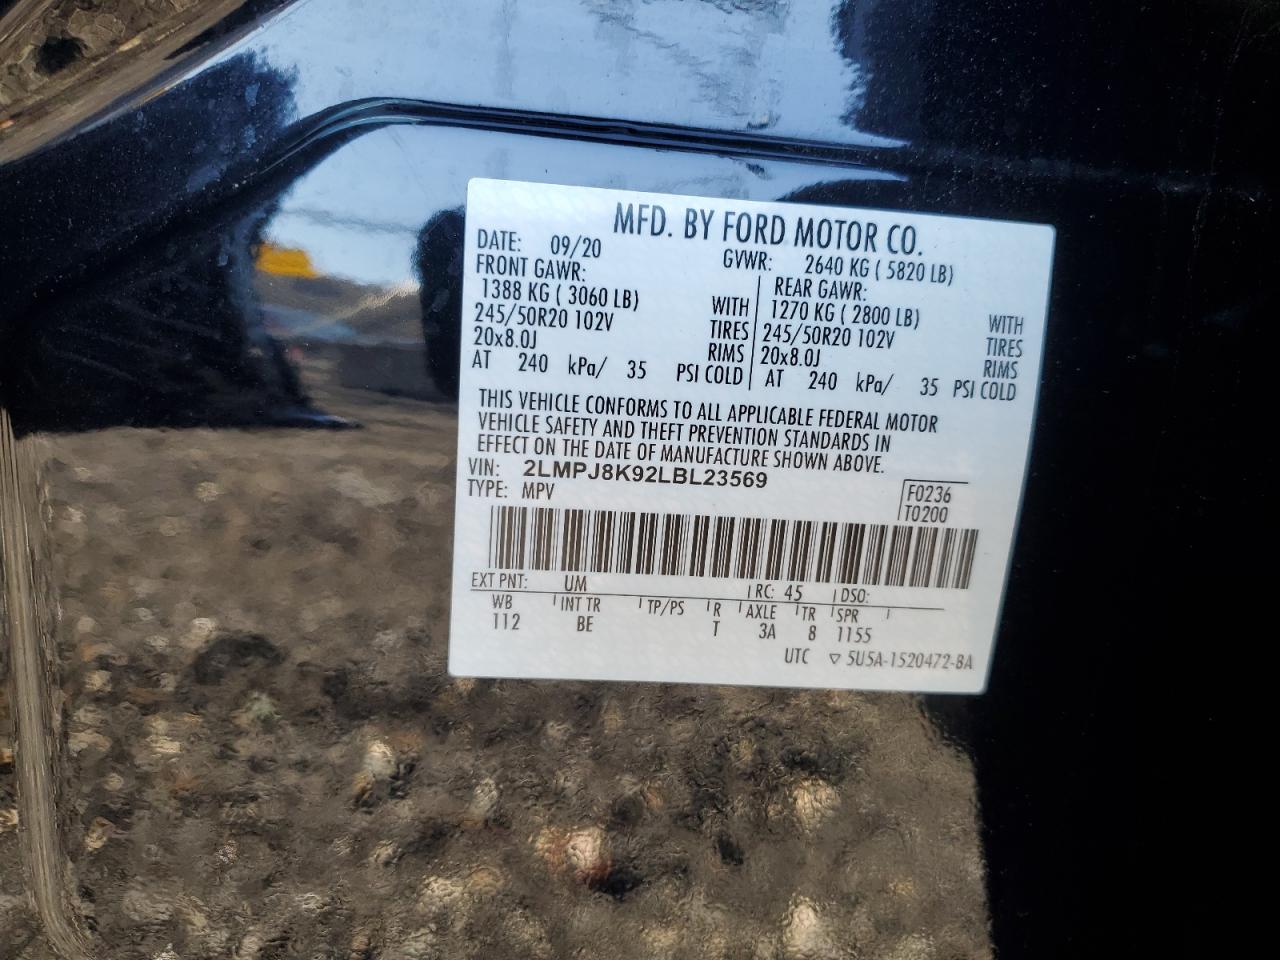 MFD. BY FORD MOTOR CO.
DATE: 09/20 GVWR: 2640 KG ( 5820 LB)
FRONT GAWR: REAR GAWR:
1388 KG ( 3060 LB) WITH 1270 KG ( 2800 LB) WITH
245/50R20 102V TIRES 245/50R20 102V TIRES
20x8.0J RIMS 20x8.0J RIMS
AT 240 kPa/ 35 PSI COLD AT 240 kPa/ 35 PSI COLD
THIS VEHICLE CONFORMS TO ALL APPLICABLE FEDERAL MOTOR
VEHICLE SAFETY AND THEFT PREVENTION STANDARDS IN
EFFECT ON THE DATE OF MANUFACTURE SHOWN ABOVE.
VIN: 2LMPJ8K92LBL23569
TYPE: MPV F0236
T0200
EXT PNT: UM RC: 45 DSO:
WB INT TR TP/PS R AXLE TR SPR
112 BE T 3A 8 1155
UTC ▽ 5U5A-1520472-BA